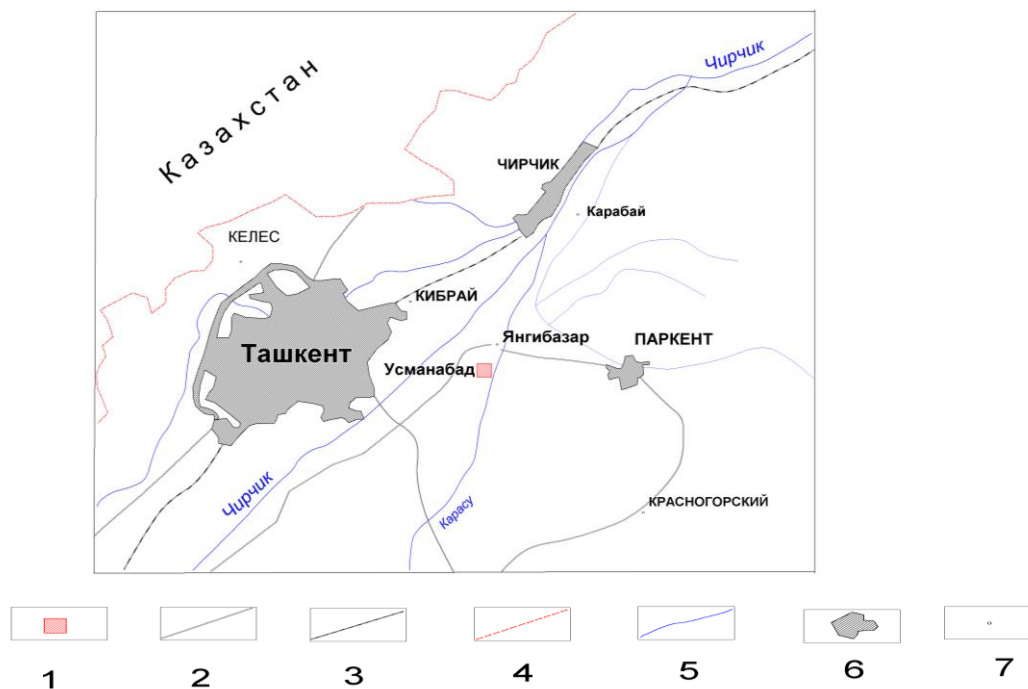 Чирчик
Казахстан
ЧИРЧИК
Карабай
КЕЛЕС
КИБРАЙ
Янгибазар
ПАРКЕНТ
Ташкент
Усманабад
Чирчик
Карасу
КРАСНОГОРСКИЙ
1 2 3 4 5 6 7